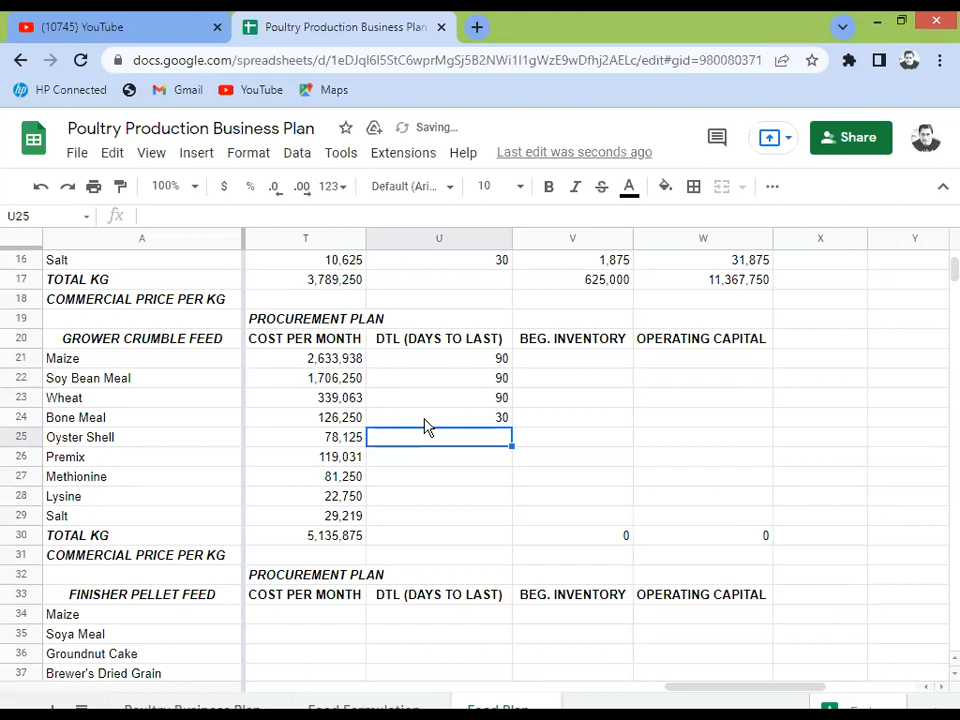 (10745) YouTube
Poultry Production Business Plan
docs.google.com/spreadsheets/d/1eDJql6I5StC6wprMgSj5B2NWi1I1gWzE9wDfhj2AELc/edit#gid=980080371
HP Connected
Gmail
YouTube
Maps
Poultry Production Business Plan
Saving…
File Edit View Insert Format Data Tools Extensions Help Last edit was seconds ago
Share
100% $ % .0 .00 123 Default (Ari... 10 B I S A
U25 fx
A T U V W X Y
16 Salt 10,625 30 1,875 31,875
17 TOTAL KG 3,789,250 625,000 11,367,750
18 COMMERCIAL PRICE PER KG
19 PROCUREMENT PLAN
20 GROWER CRUMBLE FEED COST PER MONTH DTL (DAYS TO LAST) BEG. INVENTORY OPERATING CAPITAL
21 Maize 2,633,938 90
22 Soy Bean Meal 1,706,250 90
23 Wheat 339,063 90
24 Bone Meal 126,250 30
25 Oyster Shell 78,125
26 Premix 119,031
27 Methionine 81,250
28 Lysine 22,750
29 Salt 29,219
30 TOTAL KG 5,135,875 0 0
31 COMMERCIAL PRICE PER KG
32 PROCUREMENT PLAN
33 FINISHER PELLET FEED COST PER MONTH DTL (DAYS TO LAST) BEG. INVENTORY OPERATING CAPITAL
34 Maize
35 Soya Meal
36 Groundnut Cake
37 Brewer's Dried Grain
Poultry Business Plan Feed Formulation Feed Plan